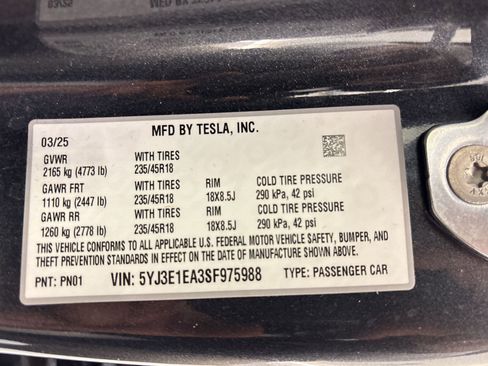 03/25 MFD BY TESLA, INC.
GVWR WITH TIRES
2165 kg (4773 lb) 235/45R18
GAWR FRT WITH TIRES RIM COLD TIRE PRESSURE
1110 kg (2447 lb) 235/45R18 18X8.5J 290 kPa, 42 psi
GAWR RR WITH TIRES RIM COLD TIRE PRESSURE
1260 kg (2778 lb) 235/45R18 18X8.5J 290 kPa, 42 psi
THIS VEHICLE CONFORMS TO ALL APPLICABLE U.S. FEDERAL MOTOR VEHICLE SAFETY, BUMPER, AND
THEFT PREVENTION STANDARDS IN EFFECT ON THE DATE OF MANUFACTURE SHOWN ABOVE.
PNT: PN01 VIN: 5YJ3E1EA3SF975988 TYPE: PASSENGER CAR